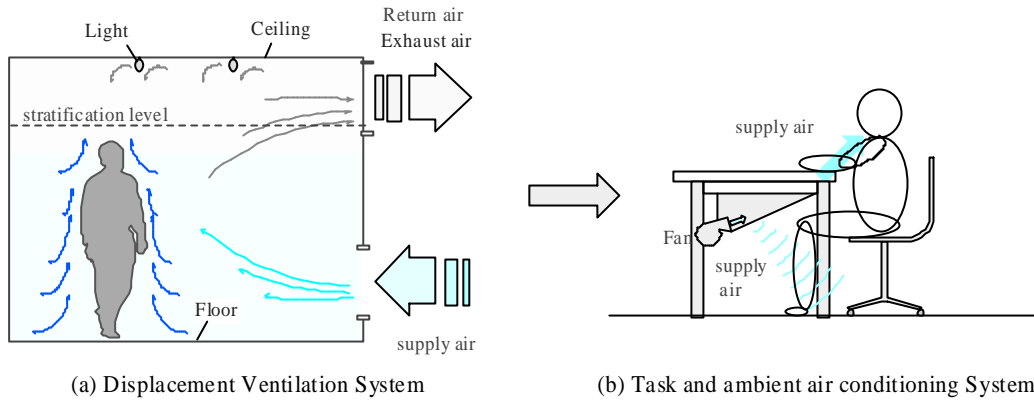 Return air
Exhaust air
Light
Ceiling
stratification level
Floor
supply air
supply air
Fan
supply
air
(a) Displacement Ventilation System
(b) Task and ambient air conditioning System